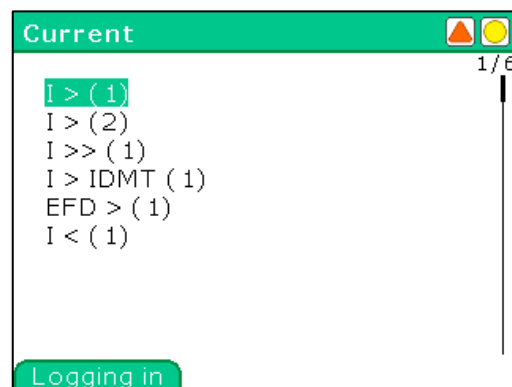 Current
1/6
I > (1)
I > (2)
I >> (1)
I > IDMT (1)
EFD > (1)
I < (1)
Logging in